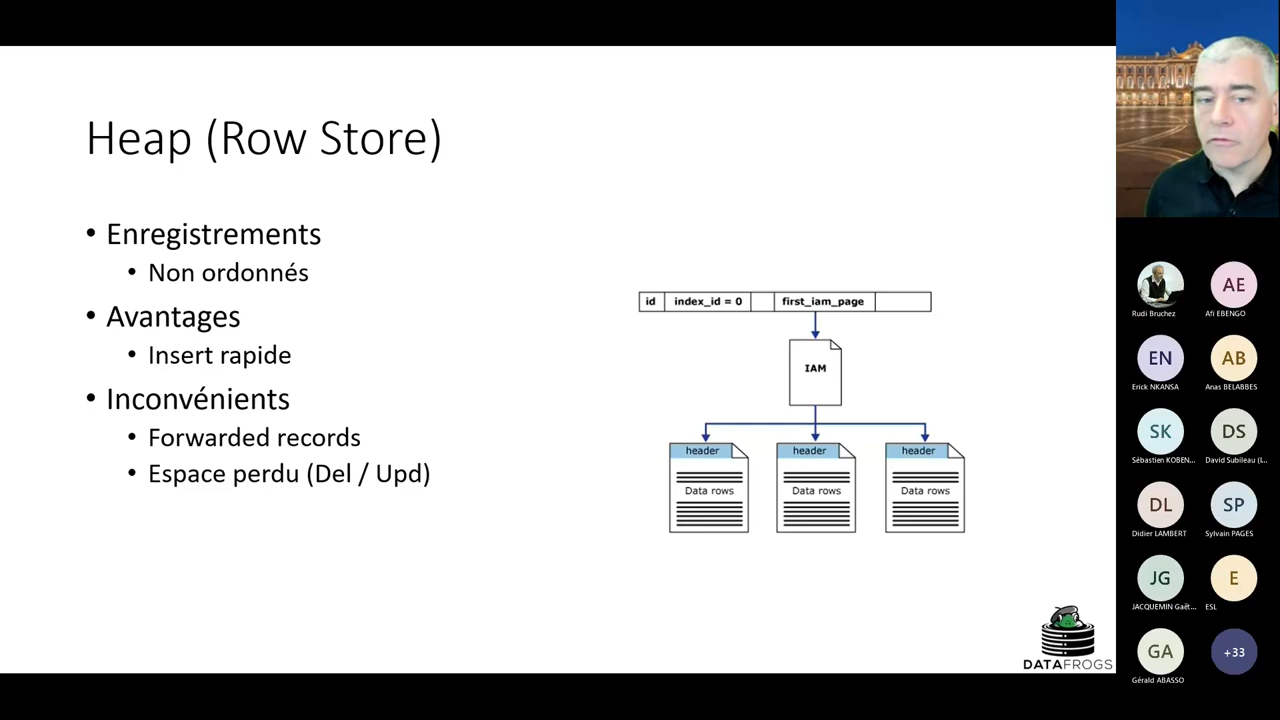 Heap (Row Store)
• Enregistrements
• Non ordonnés
• Avantages
• Insert rapide
• Inconvénients
• Forwarded records
• Espace perdu (Del / Upd)
id index_id = 0 first_iam_page
IAM
header header header
Data rows Data rows Data rows
DATAFROGS
AE
Rudi Bruchez Afi EBENGO
EN AB
Erick NKANSA Anas BELABBES
SK DS
Sébastien KOBEN... David Subileau (I...
DL SP
Didier LAMBERT Sylvain PAGES
JG E
JACQUEMIN Gaët... ESL
GA +33
Gérald ABASSO